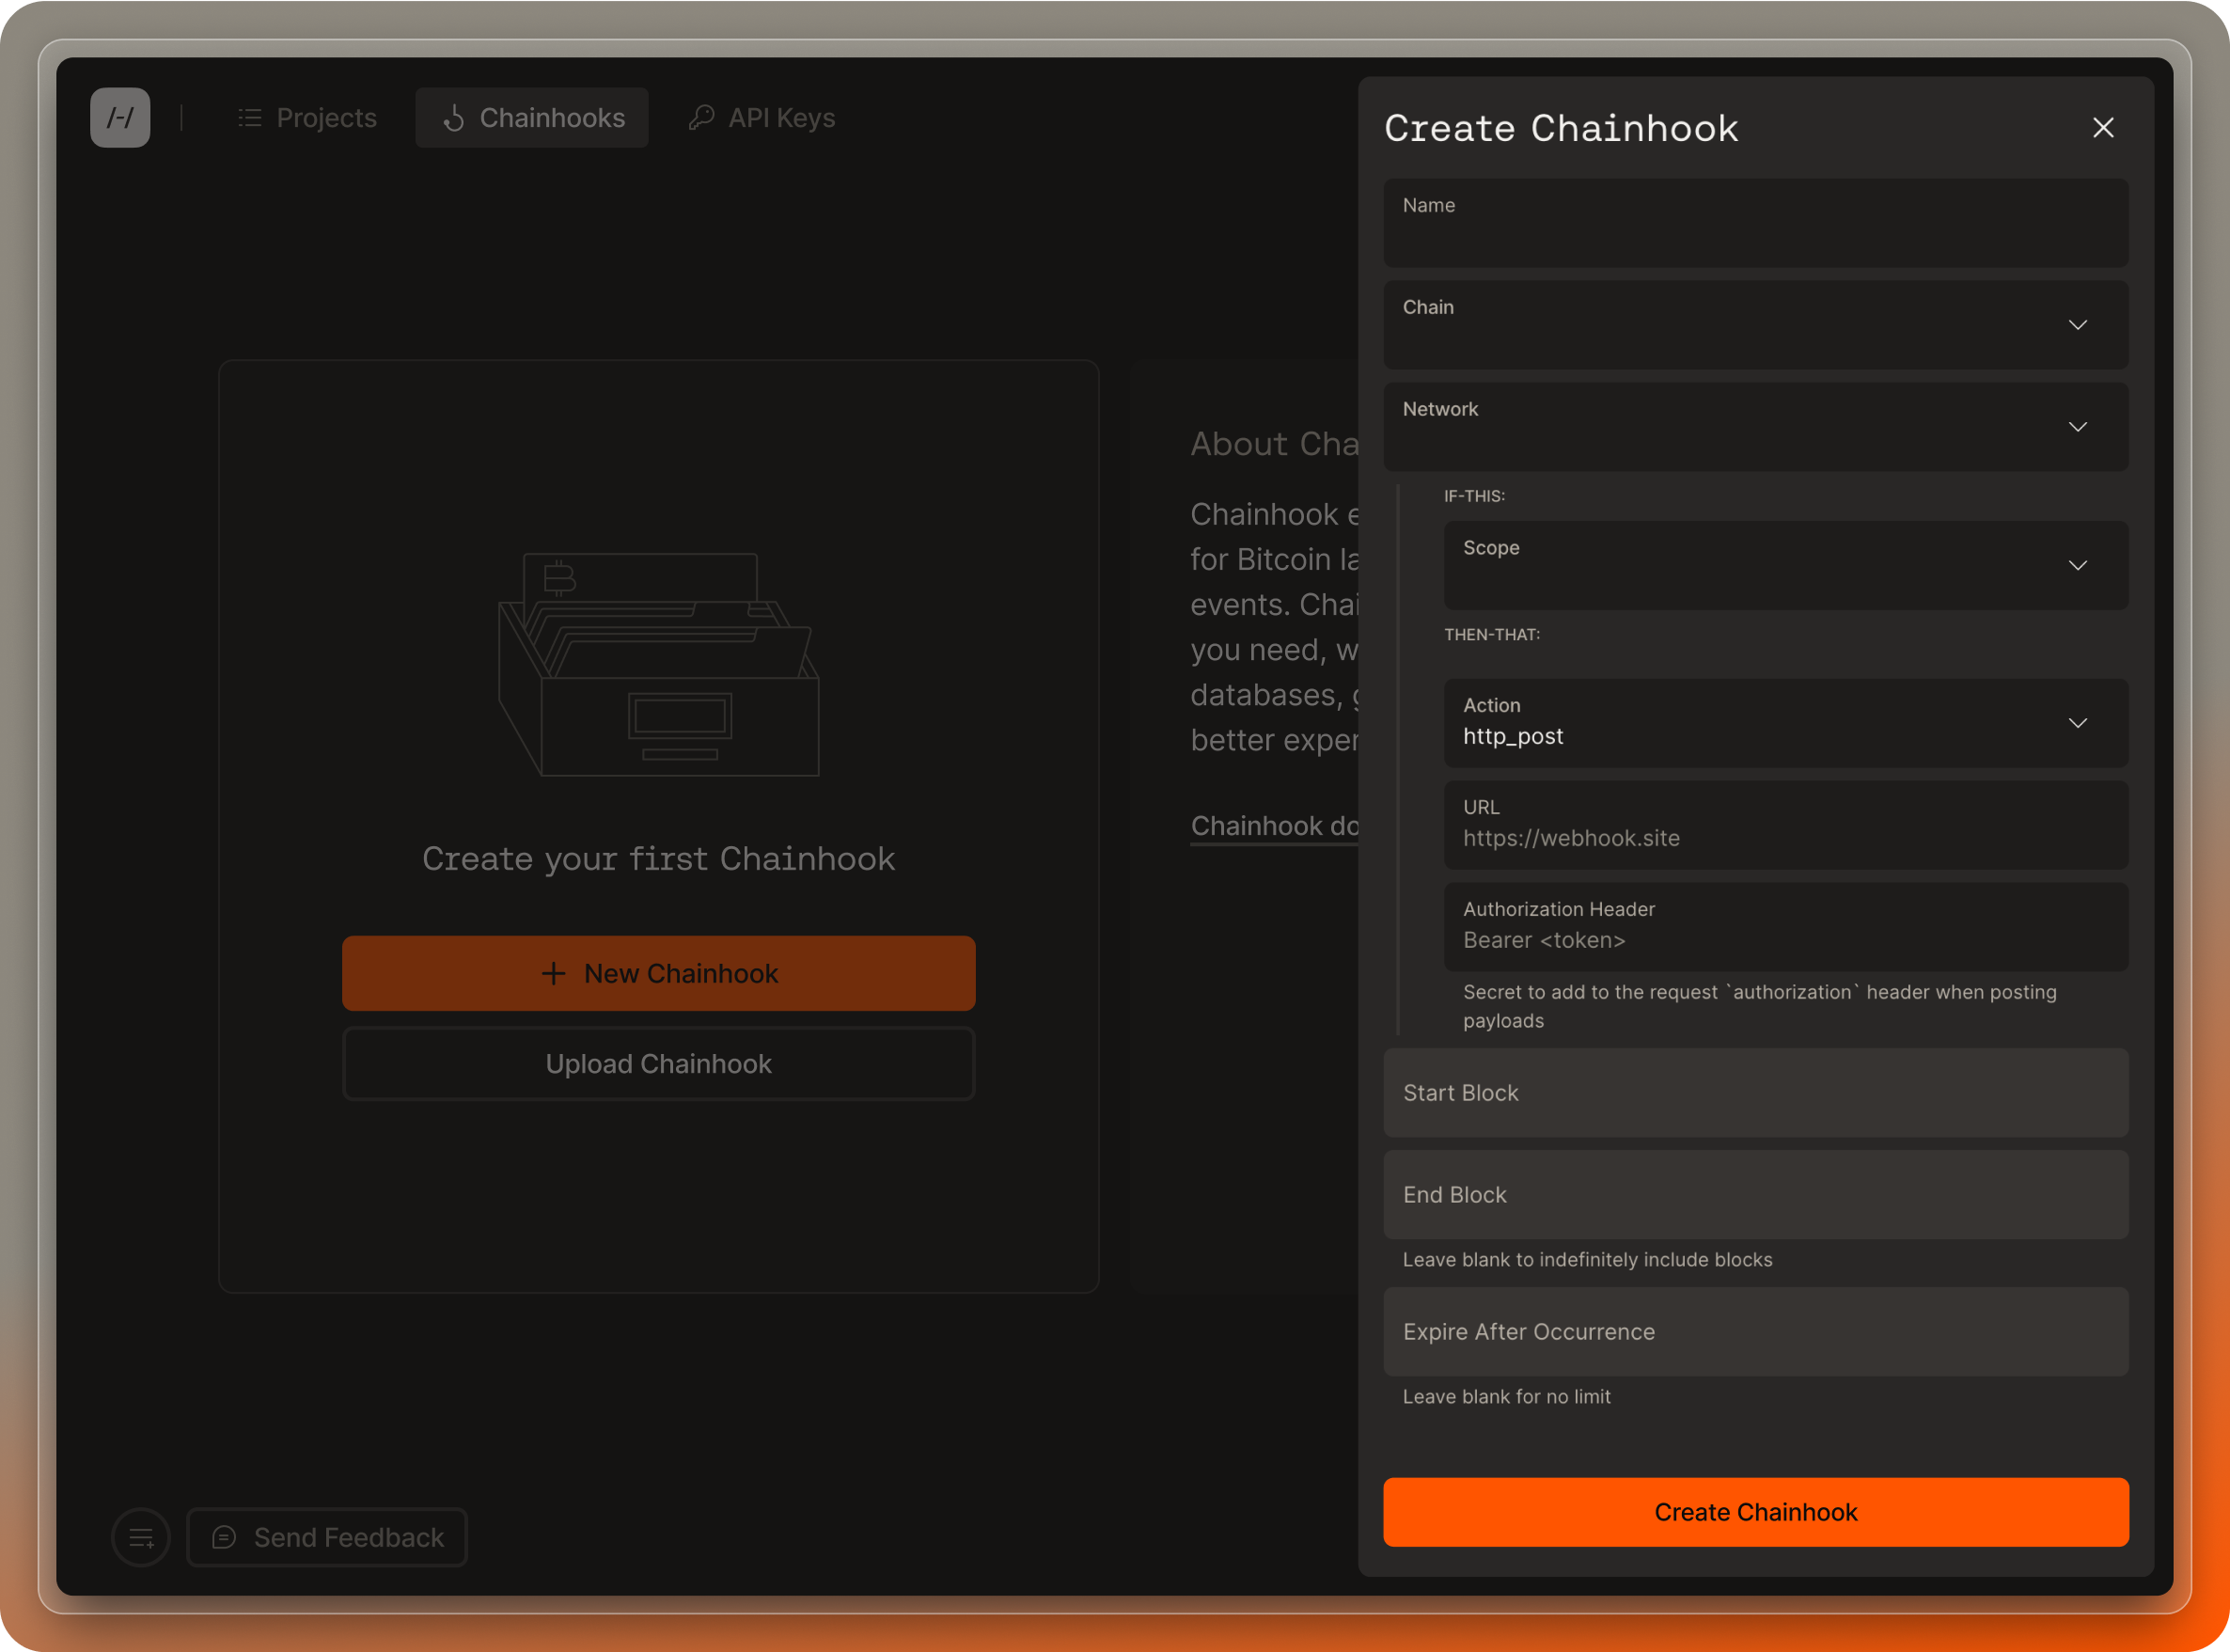 /-/
Projects
Chainhooks
API Keys
Create your first Chainhook
New Chainhook
Upload Chainhook
About Cha
Chainhook e
for Bitcoin la
events. Chai
you need, w
databases, g
better exper
Chainhook do
Send Feedback
Create Chainhook
Name
Chain
Network
IF-THIS:
Scope
THEN-THAT:
Action
http_post
URL
https://webhook.site
Authorization Header
Bearer <token>
Secret to add to the request `authorization` header when posting
payloads
Start Block
End Block
Leave blank to indefinitely include blocks
Expire After Occurrence
Leave blank for no limit
Create Chainhook